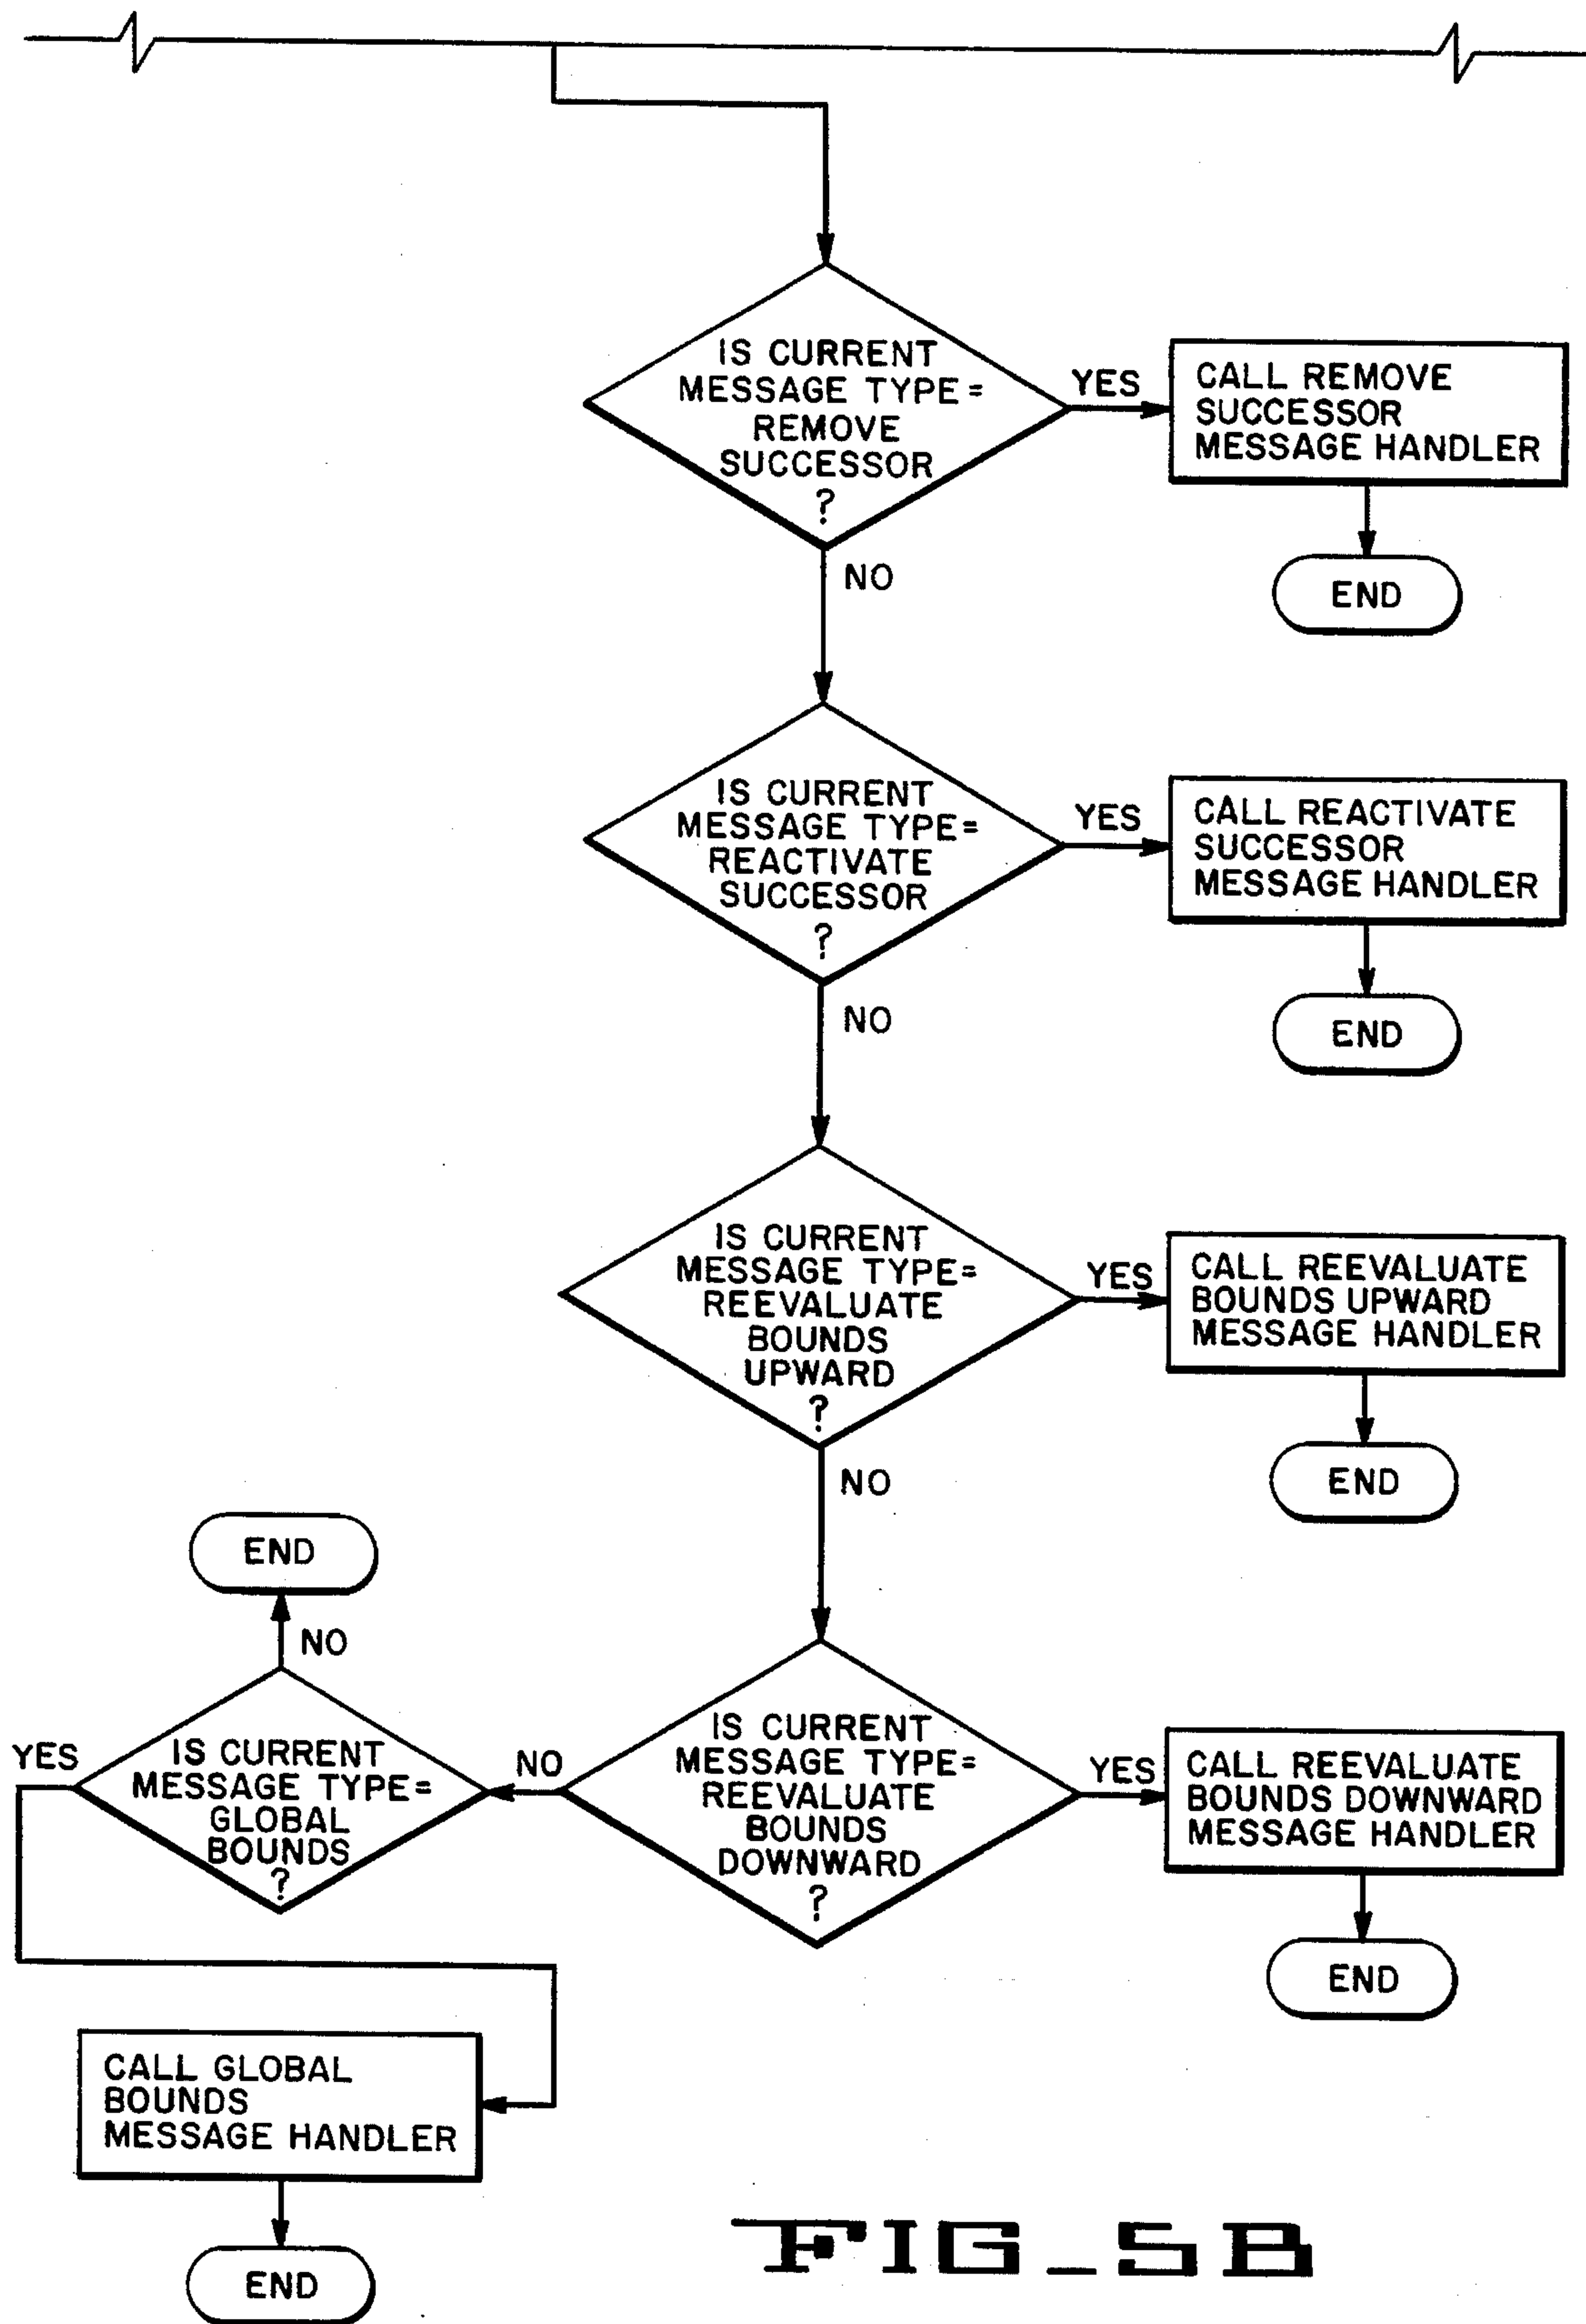 IS CURRENT
MESSAGE TYPE =
REMOVE
SUCCESSOR
?
YES
CALL REMOVE
SUCCESSOR
MESSAGE HANDLER
END
NO
IS CURRENT
MESSAGE TYPE=
REACTIVATE
SUCCESSOR
?
YES
CALL REACTIVATE
SUCCESSOR
MESSAGE HANDLER
END
NO
IS CURRENT
MESSAGE TYPE=
REEVALUATE
BOUNDS
UPWARD
?
YES
CALL REEVALUATE
BOUNDS UPWARD
MESSAGE HANDLER
END
NO
IS CURRENT
MESSAGE TYPE=
REEVALUATE
BOUNDS
DOWNWARD
?
YES
CALL REEVALUATE
BOUNDS DOWNWARD
MESSAGE HANDLER
END
NO
IS CURRENT
MESSAGE TYPE=
GLOBAL
BOUNDS
?
NO
END
YES
CALL GLOBAL
BOUNDS
MESSAGE HANDLER
END
FIG_5B